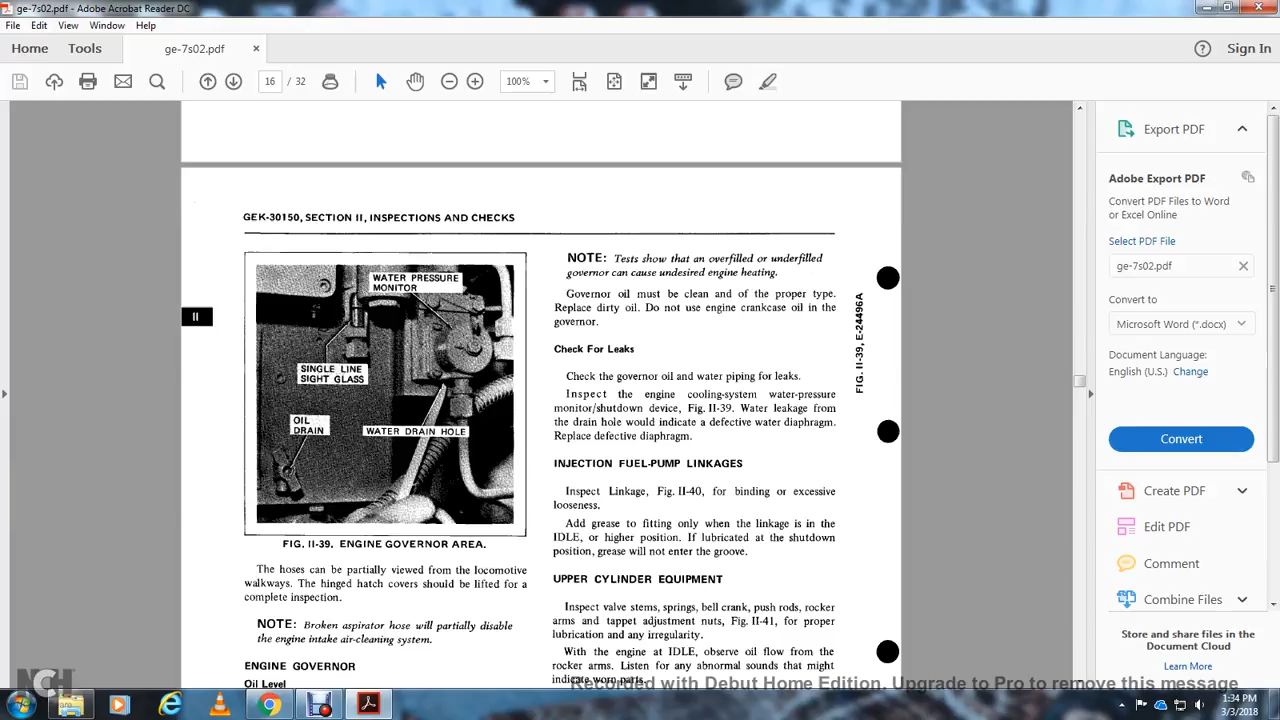 ge-7s02.pdf - Adobe Acrobat Reader DC
File Edit View Window Help
Home Tools ge-7s02.pdf × Sign In
16 / 32 100%
GEK-30150, SECTION II, INSPECTIONS AND CHECKS
II
WATER PRESSURE
MONITOR
SINGLE LINE
SIGHT GLASS
OIL
DRAIN
WATER DRAIN HOLE
FIG. II-39. ENGINE GOVERNOR AREA.
The hoses can be partially viewed from the locomotive
walkways. The hinged hatch covers should be lifted for a
complete inspection.
NOTE: Broken aspirator hose will partially disable
the engine intake air-cleaning system.
ENGINE GOVERNOR
Oil Level
NOTE: Tests show that an overfilled or underfilled
governor can cause undesired engine heating.
Governor oil must be clean and of the proper type.
Replace dirty oil. Do not use engine crankcase oil in the
governor.
Check For Leaks
Check the governor oil and water piping for leaks.
Inspect the engine cooling-system water-pressure
monitor/shutdown device, Fig. II-39. Water leakage from
the drain hole would indicate a defective water diaphragm.
Replace defective diaphragm.
INJECTION FUEL-PUMP LINKAGES
Inspect Linkage, Fig. II-40, for binding or excessive
looseness.
Add grease to fitting only when the linkage is in the
IDLE, or higher position. If lubricated at the shutdown
position, grease will not enter the groove.
UPPER CYLINDER EQUIPMENT
Inspect valve stems, springs, bell crank, push rods, rocker
arms and tappet adjustment nuts, Fig. II-41, for proper
lubrication and any irregularity.
With the engine at IDLE, observe oil flow from the
rocker arms. Listen for any abnormal sounds that might
indicate worn parts.
FIG. II-39, E-24496A
Export PDF
Adobe Export PDF
Convert PDF Files to Word
or Excel Online
Select PDF File
ge-7s02.pdf
Convert to
Microsoft Word (*.docx)
Document Language:
English (U.S.) Change
Convert
Create PDF
Edit PDF
Comment
Combine Files
Store and share files in the
Document Cloud
Learn More
NCH
Recorded with Debut Home Edition. Upgrade to Pro to remove this message
1:34 PM
3/3/2018